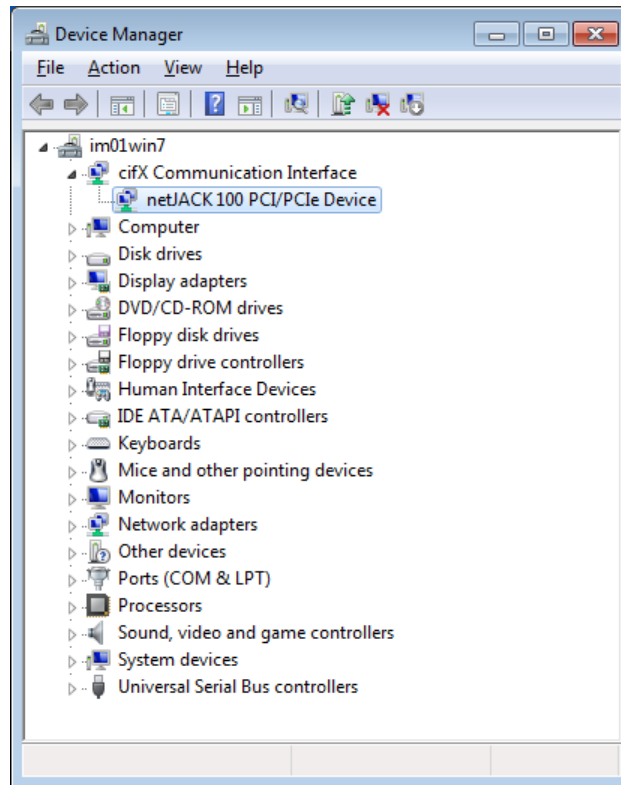 Device Manager
File Action View Help
im01win7
cifX Communication Interface
netJACK 100 PCI/PCIe Device
Computer
Disk drives
Display adapters
DVD/CD-ROM drives
Floppy disk drives
Floppy drive controllers
Human Interface Devices
IDE ATA/ATAPI controllers
Keyboards
Mice and other pointing devices
Monitors
Network adapters
Other devices
Ports (COM & LPT)
Processors
Sound, video and game controllers
System devices
Universal Serial Bus controllers